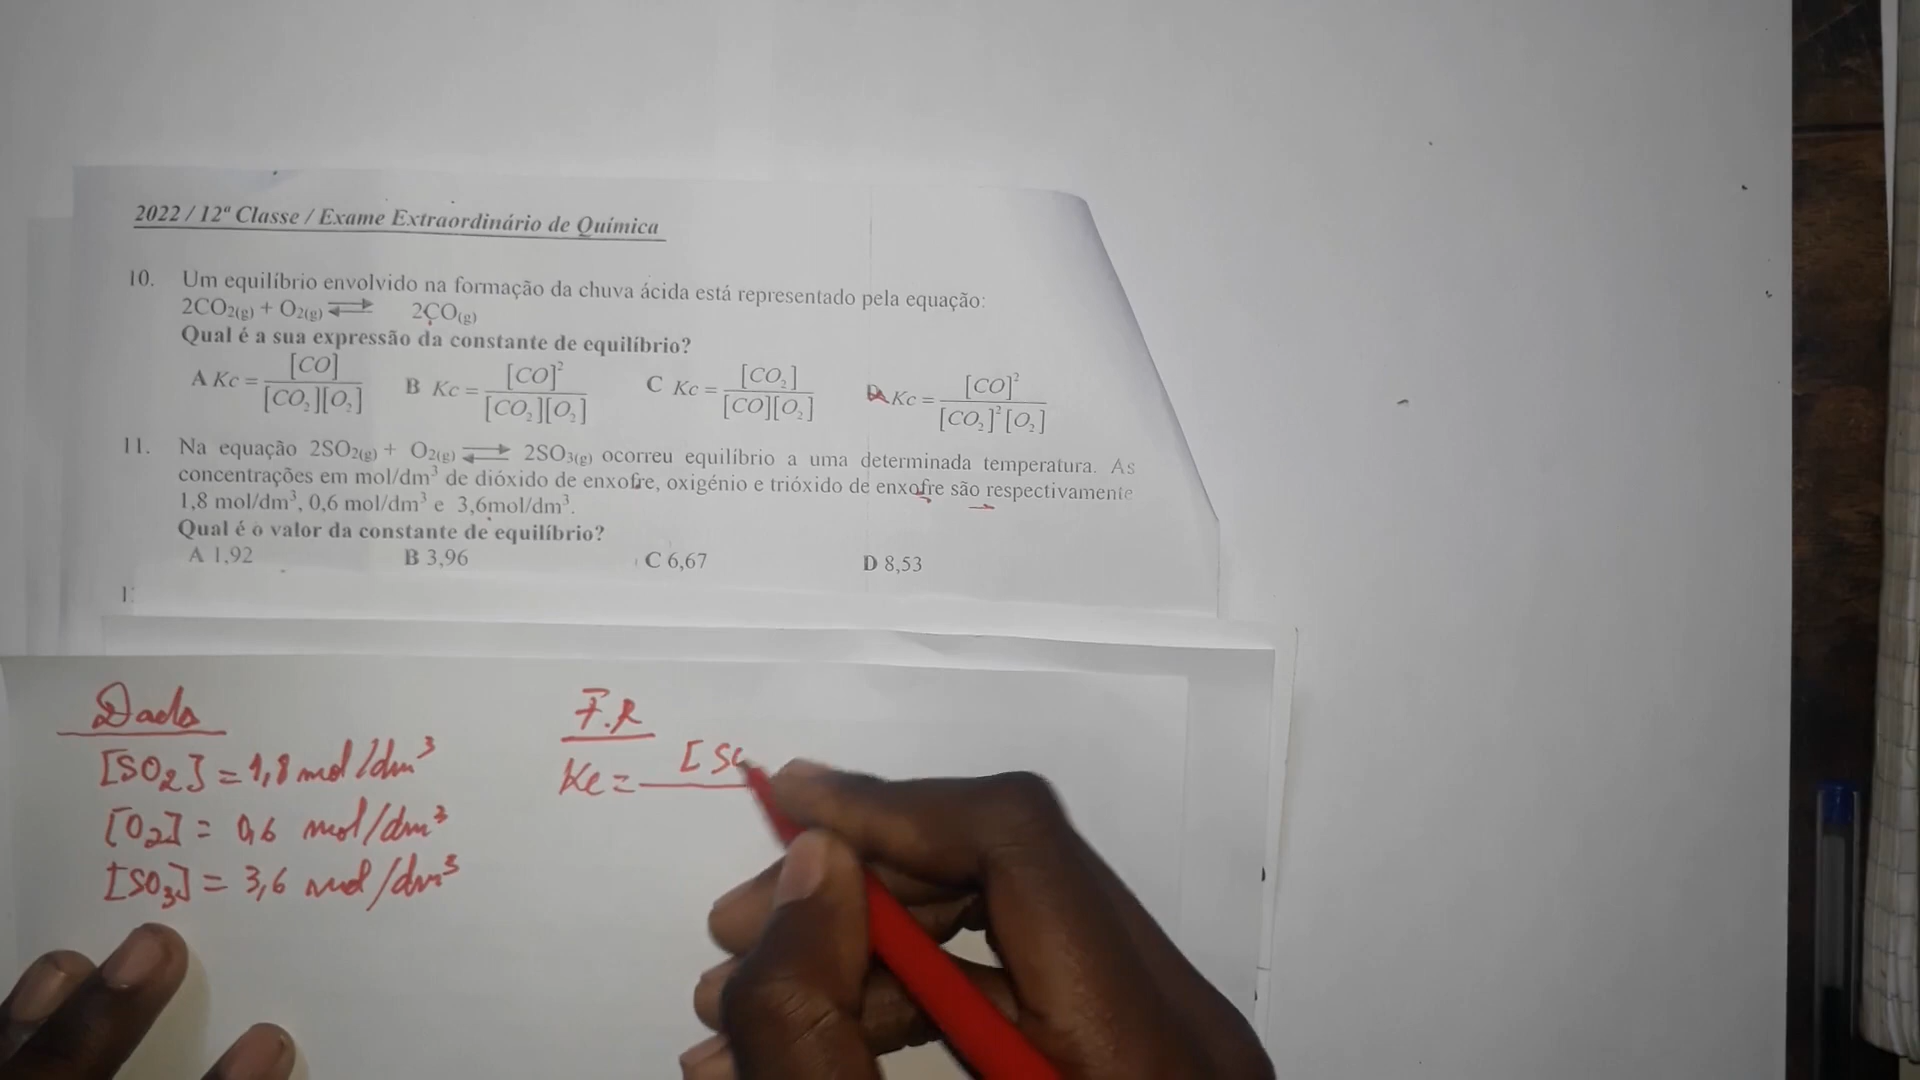 2022 / 12ª Classe / Exame Extraordinário de Química
10. Um equilíbrio envolvido na formação da chuva ácida está representado pela equação:
2CO₂(g) + O₂(g) ⇌ 2CO(g)
Qual é a sua expressão da constante de equilíbrio?
A Kc = [CO] / [CO₂][O₂] B Kc = [CO]² / [CO₂][O₂] C Kc = [CO₂] / [CO][O₂] D Kc = [CO]² / [CO₂]²[O₂]
11. Na equação 2SO₂(g) + O₂(g) ⇌ 2SO₃(g) ocorreu equilíbrio a uma determinada temperatura. As
concentrações em mol/dm³ de dióxido de enxofre, oxigénio e trióxido de enxofre são respectivamente
1,8 mol/dm³, 0,6 mol/dm³ e 3,6mol/dm³.
Qual é o valor da constante de equilíbrio?
A 1,92 B 3,96 C 6,67 D 8,53
Dados
[SO₂] = 1,8 mol/dm³
[O₂] = 0,6 mol/dm³
[SO₃] = 3,6 mol/dm³
F.R
Kc = [SO